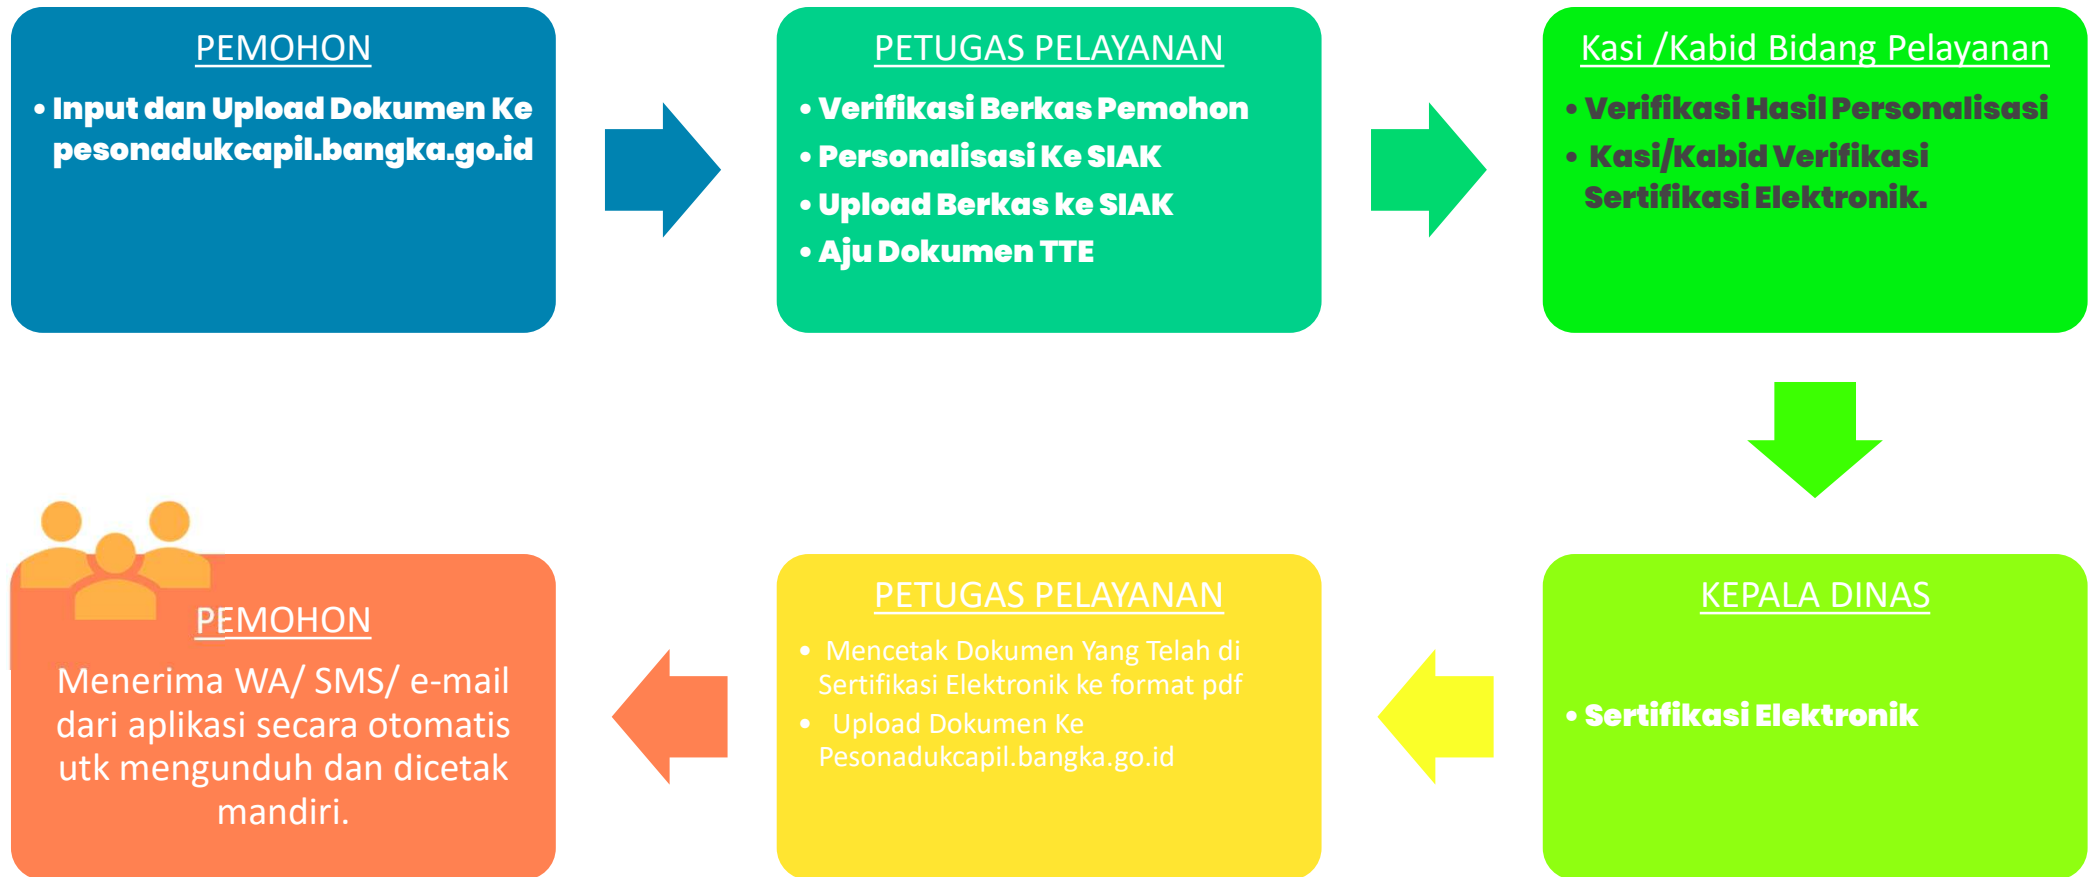 PEMOHON
• Input dan Upload Dokumen Ke
pesonadukcapil.bangka.go.id
PETUGAS PELAYANAN
• Verifikasi Berkas Pemohon
• Personalisasi Ke SIAK
• Upload Berkas ke SIAK
• Aju Dokumen TTE
Kasi /Kabid Bidang Pelayanan
• Verifikasi Hasil Personalisasi
• Kasi/Kabid Verifikasi
Sertifikasi Elektronik.
KEPALA DINAS
• Sertifikasi Elektronik
PETUGAS PELAYANAN
• Mencetak Dokumen Yang Telah di
Sertifikasi Elektronik ke format pdf
• Upload Dokumen Ke
Pesonadukcapil.bangka.go.id
PEMOHON
Menerima WA/ SMS/ e-mail
dari aplikasi secara otomatis
utk mengunduh dan dicetak
mandiri.